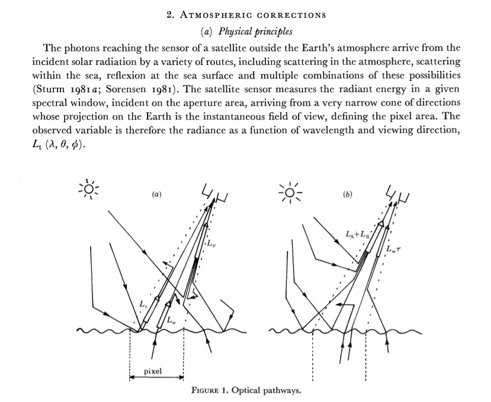 2. Atmospheric corrections
(a) Physical principles
The photons reaching the sensor of a satellite outside the Earth's atmosphere arrive from the
incident solar radiation by a variety of routes, including scattering in the atmosphere, scattering
within the sea, reflexion at the sea surface and multiple combinations of these possibilities
(Sturm 1981a; Sorensen 1981). The satellite sensor measures the radiant energy in a given
spectral window, incident on the aperture area, arriving from a very narrow cone of directions
whose projection on the Earth is the instantaneous field of view, defining the pixel area. The
observed variable is therefore the radiance as a function of wavelength and viewing direction,
Lt (λ, θ, ϕ).
(a)
(b)
Lp
Lw
LwT
pixel
Figure 1. Optical pathways.